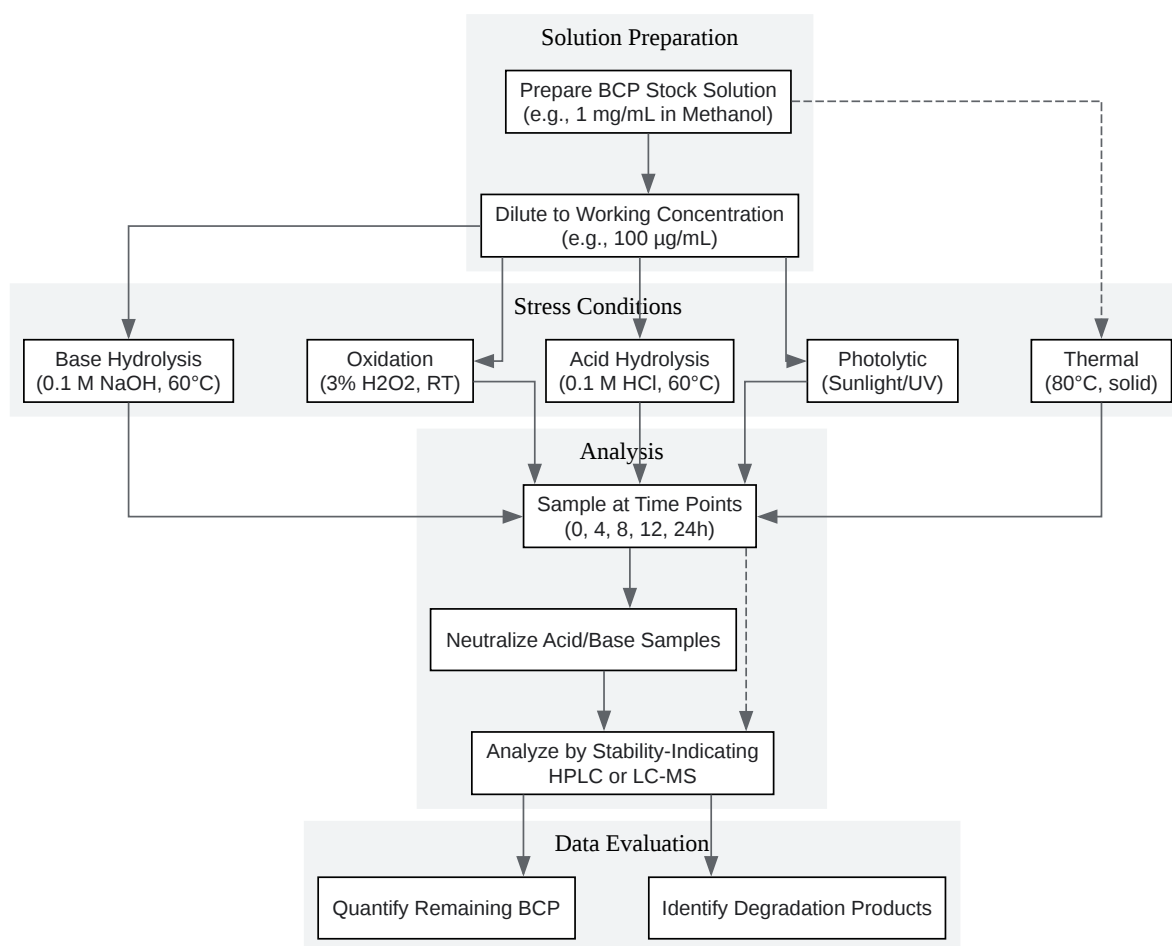 Solution Preparation
Prepare BCP Stock Solution
(e.g., 1 mg/mL in Methanol)
Dilute to Working Concentration
(e.g., 100 µg/mL)
Stress Conditions
Base Hydrolysis
(0.1 M NaOH, 60°C)
Oxidation
(3% H2O2, RT)
Acid Hydrolysis
(0.1 M HCl, 60°C)
Photolytic
(Sunlight/UV)
Thermal
(80°C, solid)
Analysis
Sample at Time Points
(0, 4, 8, 12, 24h)
Neutralize Acid/Base Samples
Analyze by Stability-Indicating
HPLC or LC-MS
Data Evaluation
Quantify Remaining BCP
Identify Degradation Products